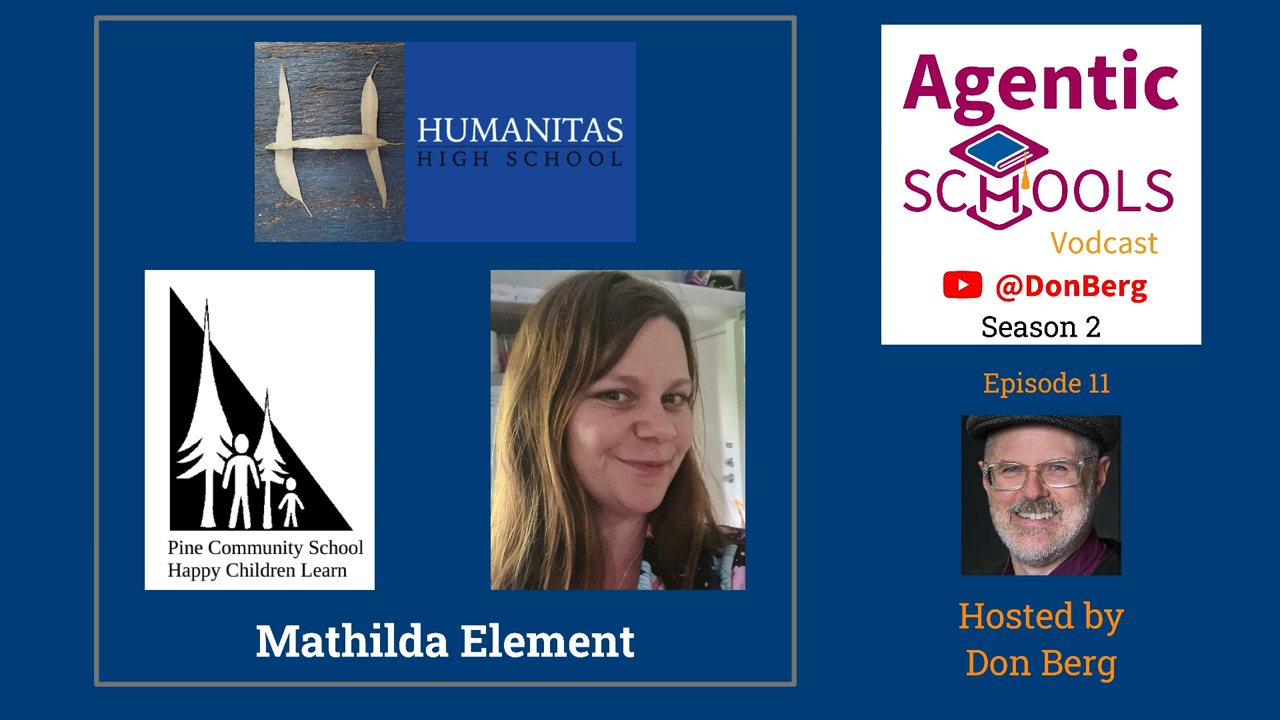 HUMANITAS
HIGH SCHOOL
Pine Community School
Happy Children Learn
Mathilda Element
Agentic
SCHOOLS
Vodcast
@DonBerg
Season 2
Episode 11
Hosted by
Don Berg